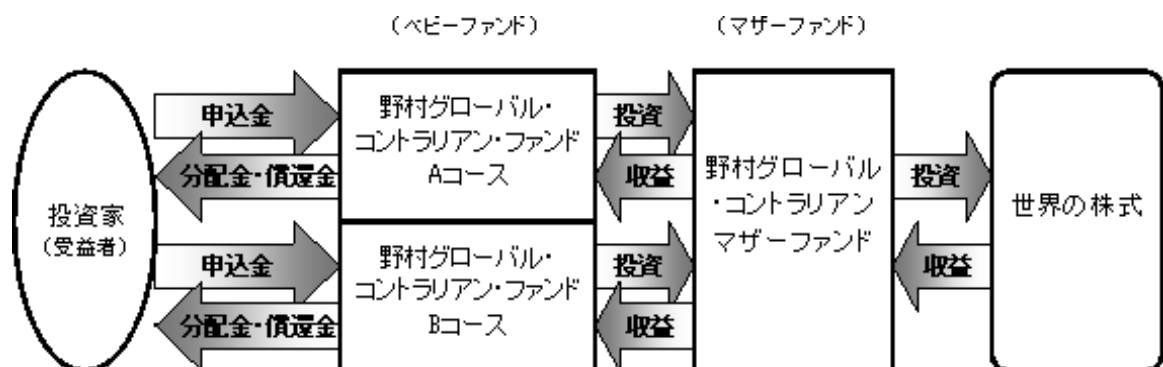 (ベビーファンド)
(マザーファンド)
投資家
(受益者)
申込金
分配金・償還金
申込金
分配金・償還金
野村グローバル・
コントラリアン・ファンド
Aコース
野村グローバル・
コントラリアン・ファンド
Bコース
投資
収益
投資
収益
野村グローバル
・コントラリアン
マザーファンド
投資
収益
世界の株式